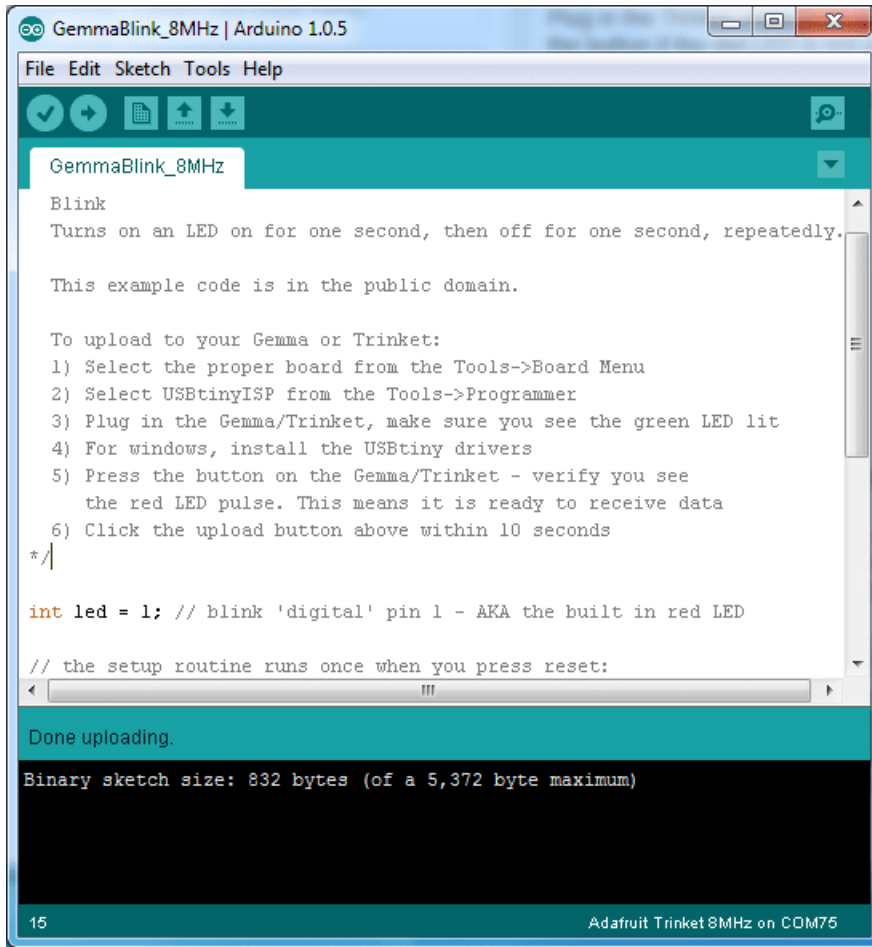 GemmaBlink_8MHz | Arduino 1.0.5
File Edit Sketch Tools Help
GemmaBlink_8MHz
Blink
Turns on an LED on for one second, then off for one second, repeatedly.
This example code is in the public domain.
To upload to your Gemma or Trinket:
1) Select the proper board from the Tools->Board Menu
2) Select USBtinyISP from the Tools->Programmer
3) Plug in the Gemma/Trinket, make sure you see the green LED lit
4) For windows, install the USBtiny drivers
5) Press the button on the Gemma/Trinket - verify you see
the red LED pulse. This means it is ready to receive data
6) Click the upload button above within 10 seconds
*/
int led = 1; // blink 'digital' pin 1 - AKA the built in red LED
// the setup routine runs once when you press reset:
Done uploading.
Binary sketch size: 832 bytes (of a 5,372 byte maximum)
15
Adafruit Trinket 8MHz on COM75